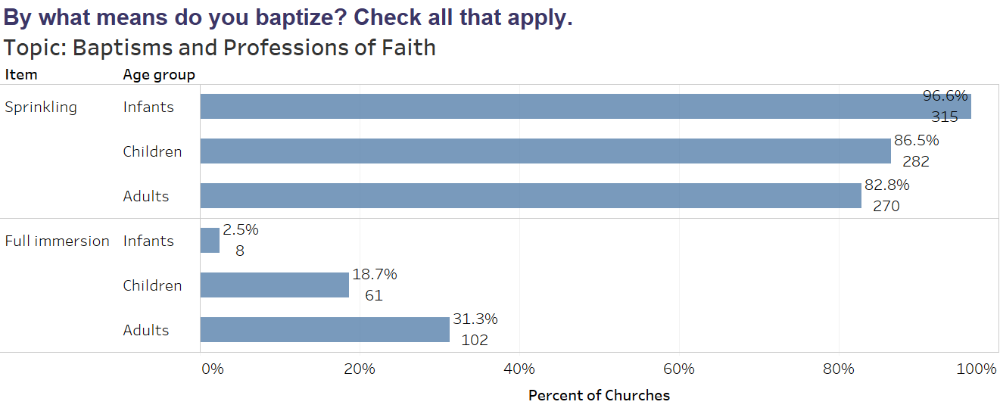 By what means do you baptize? Check all that apply.
Topic: Baptisms and Professions of Faith
Item Age group
Sprinkling Infants 96.6%
315
Children 86.5%
282
Adults 82.8%
270
Full immersion Infants 2.5%
8
Children 18.7%
61
Adults 31.3%
102
0% 20% 40% 60% 80% 100%
Percent of Churches